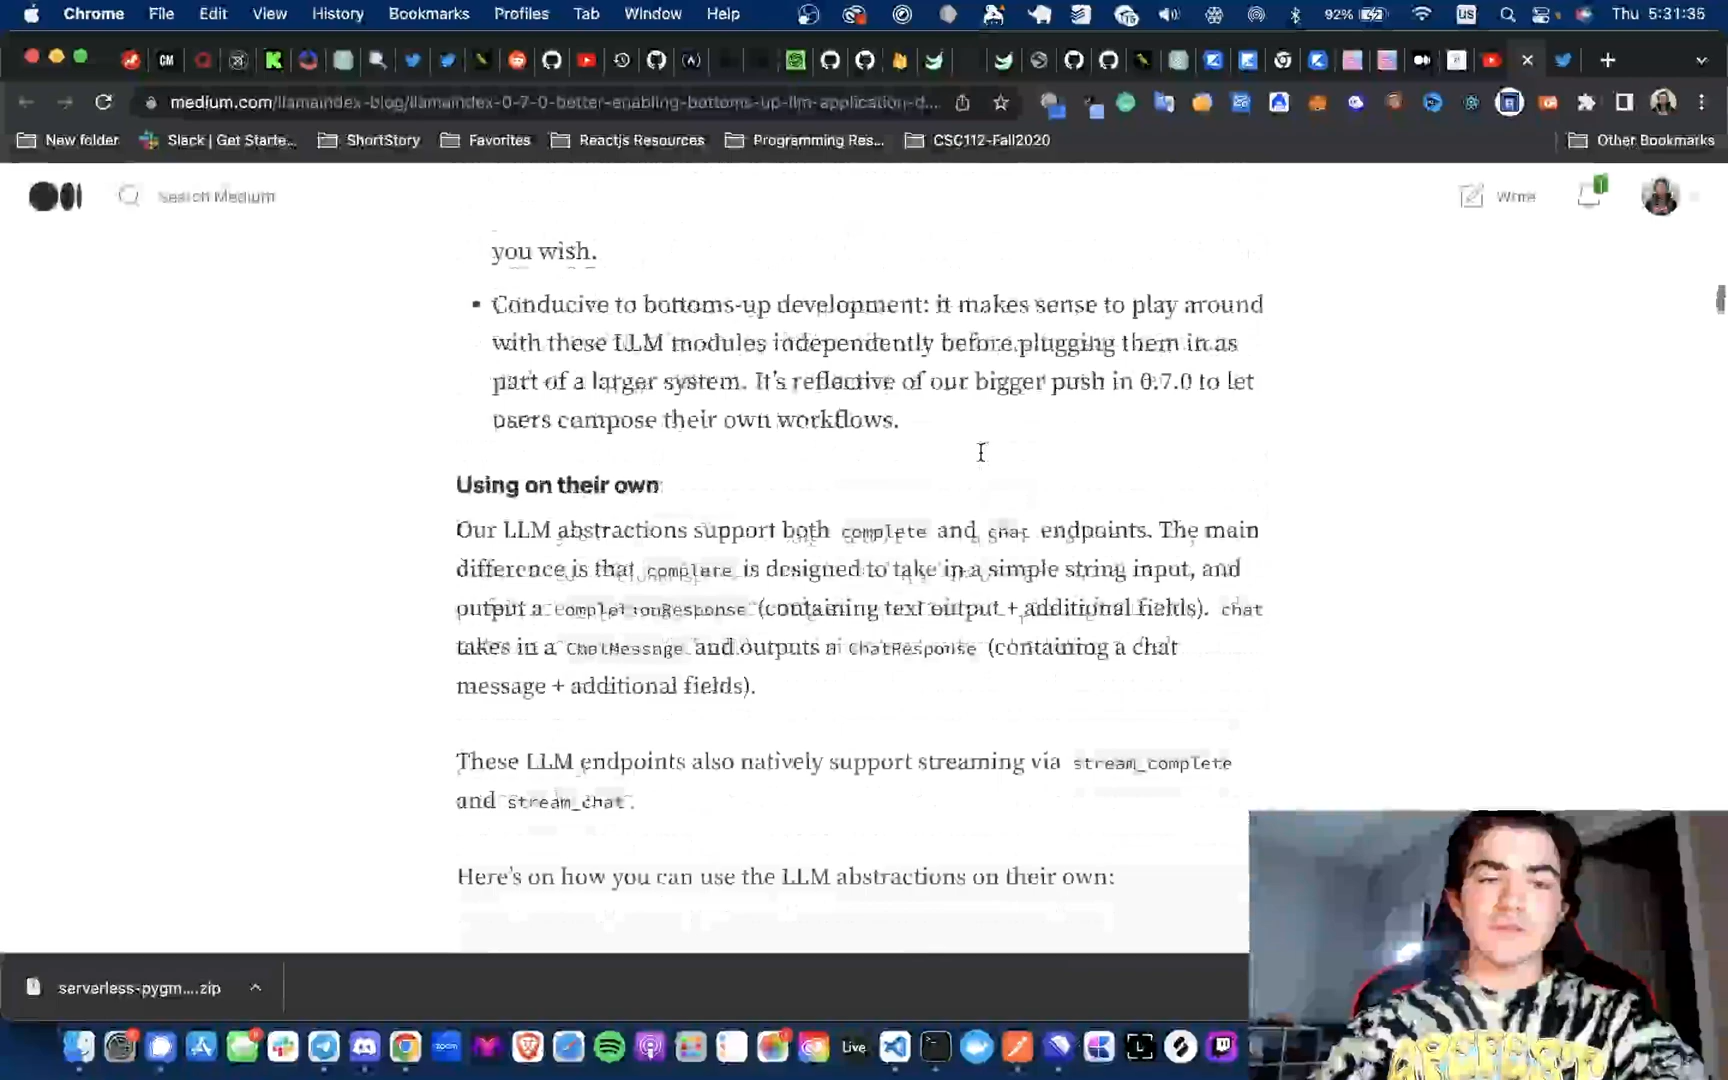 Chrome File Edit View History Bookmarks Profiles Tab Window Help 92% US Thu 5:31:35
CM
medium.com/llamaindex-blog/llamaindex-0-7-0-better-enabling-bottoms-up-llm-application-d...
New folder Slack | Get Starte... ShortStory Favorites Reactjs Resources Programming Res... CSC112-Fall2020 Other Bookmarks
Search Medium Write
you wish.
Conducive to bottoms-up development: it makes sense to play around
with these LLM modules independently before plugging them in as
part of a larger system. It's reflective of our bigger push in 0.7.0 to let
users compose their own workflows.
Using on their own
Our LLM abstractions support both complete and chat endpoints. The main
difference is that complete is designed to take in a simple string input, and
output a CompletionResponse (containing text output + additional fields). chat
takes in a ChatMessage and outputs a ChatResponse (containing a chat
message + additional fields).
These LLM endpoints also natively support streaming via stream_complete
and stream_chat.
Here's on how you can use the LLM abstractions on their own:
serverless-pygm....zip
zoom Live